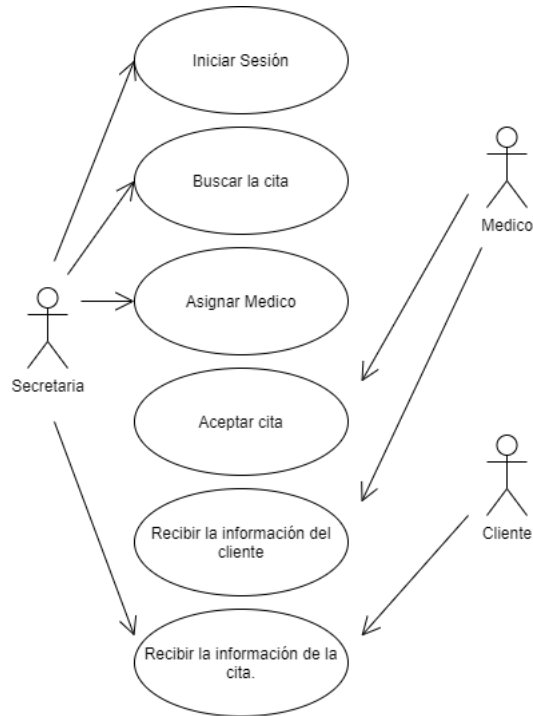 Iniciar Sesión
Buscar la cita
Medico
Asignar Medico
Secretaria
Aceptar cita
Recibir la información del
cliente
Cliente
Recibir la información de la
cita.